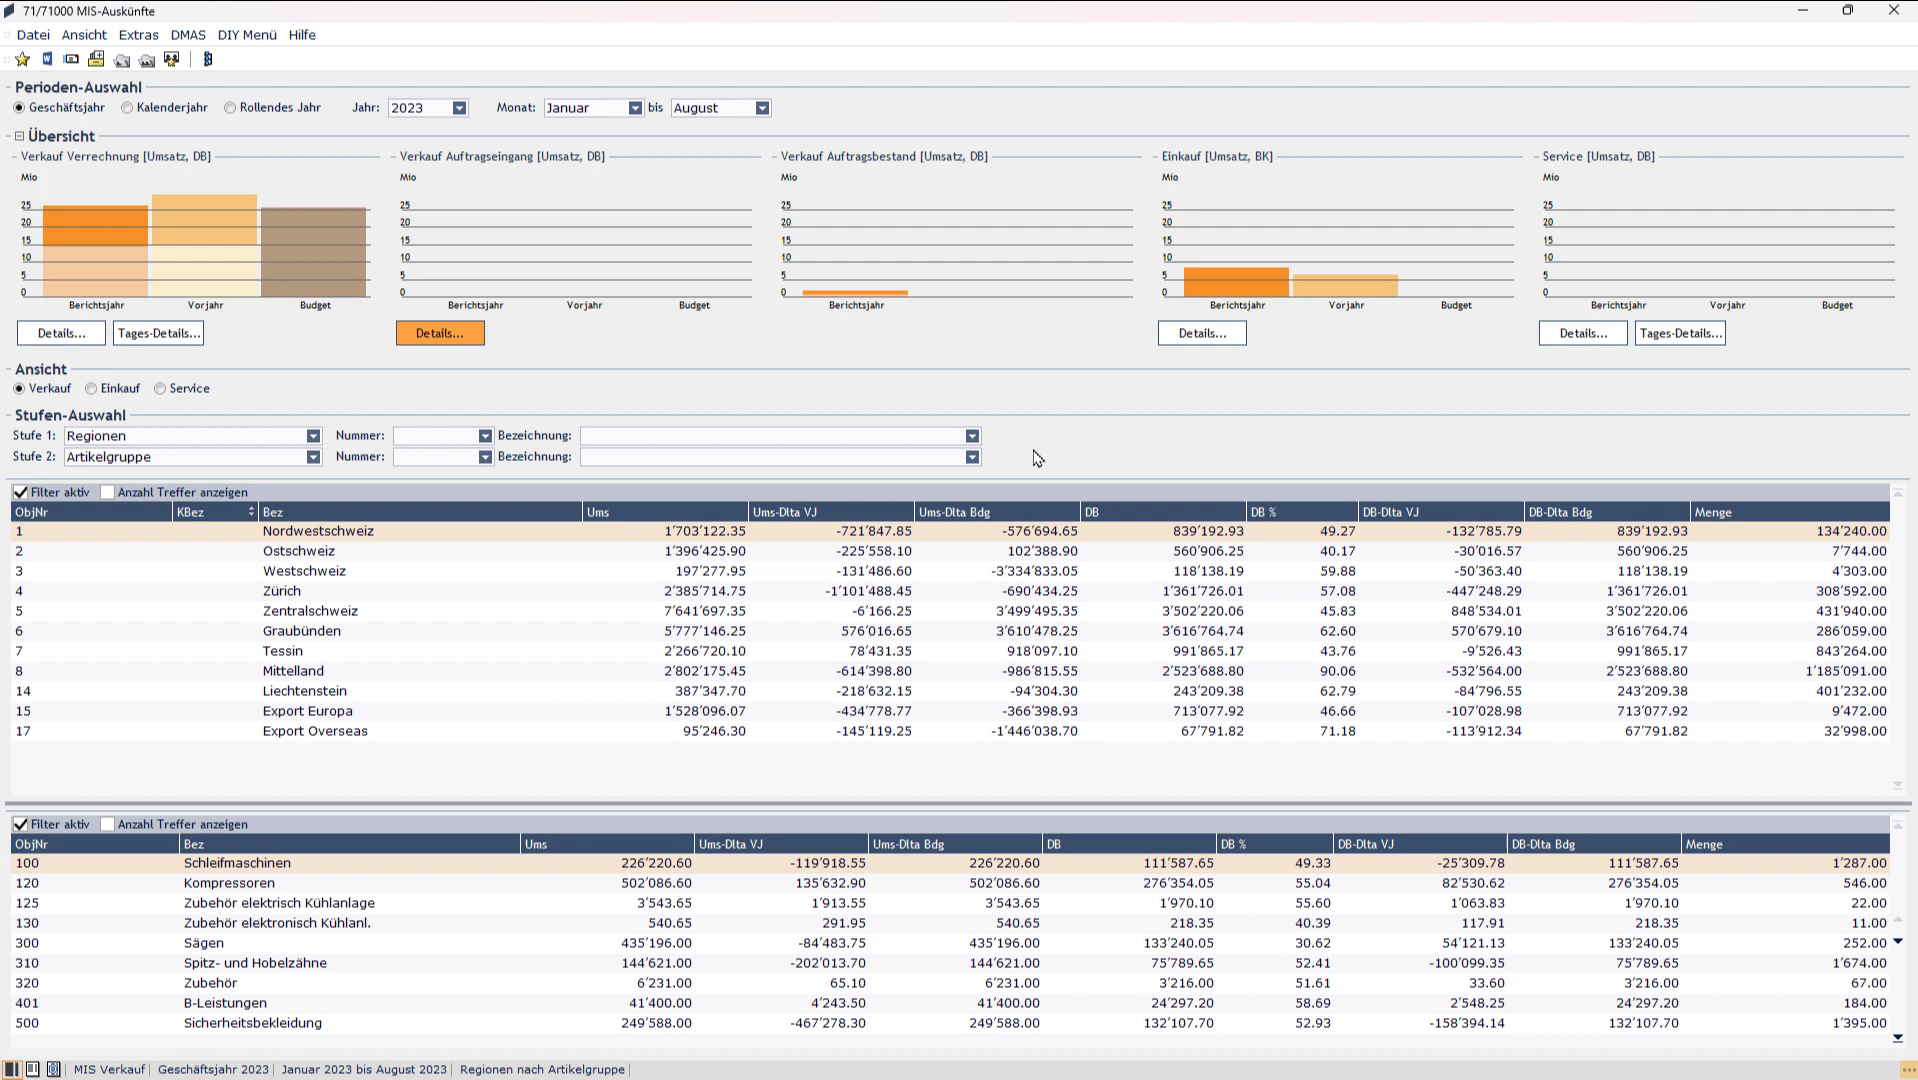 71/71000 MIS-Auskünfte
Datei Ansicht Extras DMAS DIY Menü Hilfe
Perioden-Auswahl
Geschäftsjahr Kalenderjahr Rollendes Jahr Jahr: 2023 Monat: Januar bis August
Übersicht
Verkauf Verrechnung [Umsatz, DB] Verkauf Auftragseingang [Umsatz, DB] Verkauf Auftragsbestand [Umsatz, DB] Einkauf [Umsatz, BK] Service [Umsatz, DB]
Mio Mio Mio Mio Mio
25 25 25 25 25
20 20 20 20 20
15 15 15 15 15
10 10 10 10 10
5 5 5 5 5
0 0 0 0 0
Berichtsjahr Vorjahr Budget Berichtsjahr Vorjahr Budget Berichtsjahr Berichtsjahr Vorjahr Budget Berichtsjahr Vorjahr Budget
Details... Tages-Details... Details... Details... Details... Tages-Details...
Ansicht
Verkauf Einkauf Service
Stufen-Auswahl
Stufe 1: Regionen Nummer: Bezeichnung:
Stufe 2: Artikelgruppe Nummer: Bezeichnung:
Filter aktiv Anzahl Treffer anzeigen
ObjNr KBez Bez Ums Ums-Dlta VJ Ums-Dlta Bdg DB DB % DB-Dlta VJ DB-Dlta Bdg Menge
1 Nordwestschweiz 1'703'122.35 -721'847.85 -576'694.65 839'192.93 49.27 -132'785.79 839'192.93 134'240.00
2 Ostschweiz 1'396'425.90 -225'558.10 102'388.90 560'906.25 40.17 -30'016.57 560'906.25 7'744.00
3 Westschweiz 197'277.95 -131'486.60 -3'334'833.05 118'138.19 59.88 -50'363.40 118'138.19 4'303.00
4 Zürich 2'385'714.75 -1'101'488.45 -690'434.25 1'361'726.01 57.08 -447'248.29 1'361'726.01 308'592.00
5 Zentralschweiz 7'641'697.35 -6'166.25 3'499'495.35 3'502'220.06 45.83 848'534.01 3'502'220.06 431'940.00
6 Graubünden 5'777'146.25 576'016.65 3'610'478.25 3'616'764.74 62.60 570'679.10 3'616'764.74 286'059.00
7 Tessin 2'266'720.10 78'431.35 918'097.10 991'865.17 43.76 -9'526.43 991'865.17 843'264.00
8 Mittelland 2'802'175.45 -614'398.80 -986'815.55 2'523'688.80 90.06 -532'564.00 2'523'688.80 1'185'091.00
14 Liechtenstein 387'347.70 -218'632.15 -94'304.30 243'209.38 62.79 -84'796.55 243'209.38 401'232.00
15 Export Europa 1'528'096.07 -434'778.77 -366'398.93 713'077.92 46.66 -107'028.98 713'077.92 9'472.00
17 Export Overseas 95'246.30 -145'119.25 -1'446'038.70 67'791.82 71.18 -113'912.34 67'791.82 32'998.00
Filter aktiv Anzahl Treffer anzeigen
ObjNr Bez Ums Ums-Dlta VJ Ums-Dlta Bdg DB DB % DB-Dlta VJ DB-Dlta Bdg Menge
100 Schleifmaschinen 226'220.60 -119'918.55 226'220.60 111'587.65 49.33 -25'309.78 111'587.65 1'287.00
120 Kompressoren 502'086.60 135'632.90 502'086.60 276'354.05 55.04 82'530.62 276'354.05 546.00
125 Zubehör elektrisch Kühlanlage 3'543.65 1'913.55 3'543.65 1'970.10 55.60 1'063.83 1'970.10 22.00
130 Zubehör elektronisch Kühlanl. 540.65 291.95 540.65 218.35 40.39 117.91 218.35 11.00
300 Sägen 435'196.00 -84'483.75 435'196.00 133'240.05 30.62 54'121.13 133'240.05 252.00
310 Spitz- und Hobelzähne 144'621.00 -202'013.70 144'621.00 75'789.65 52.41 -100'099.35 75'789.65 1'674.00
320 Zubehör 6'231.00 65.10 6'231.00 3'216.00 51.61 33.60 3'216.00 67.00
401 B-Leistungen 41'400.00 4'243.50 41'400.00 24'297.20 58.69 2'548.25 24'297.20 184.00
500 Sicherheitsbekleidung 249'588.00 -467'278.30 249'588.00 132'107.70 52.93 -158'394.14 132'107.70 1'395.00
MIS Verkauf Geschäftsjahr 2023 Januar 2023 bis August 2023 Regionen nach Artikelgruppe